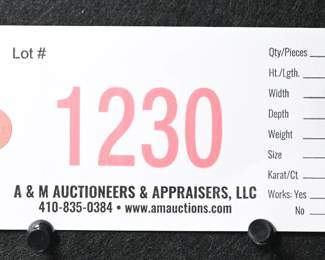 Lot #
1230
A & M AUCTIONEERS & APPRAISERS, LLC
410-835-0384 • www.amauctions.com
Qty/Pieces
Ht./Lgth.
Width
Depth
Weight
Size
Karat/Ct
Works: Yes
No